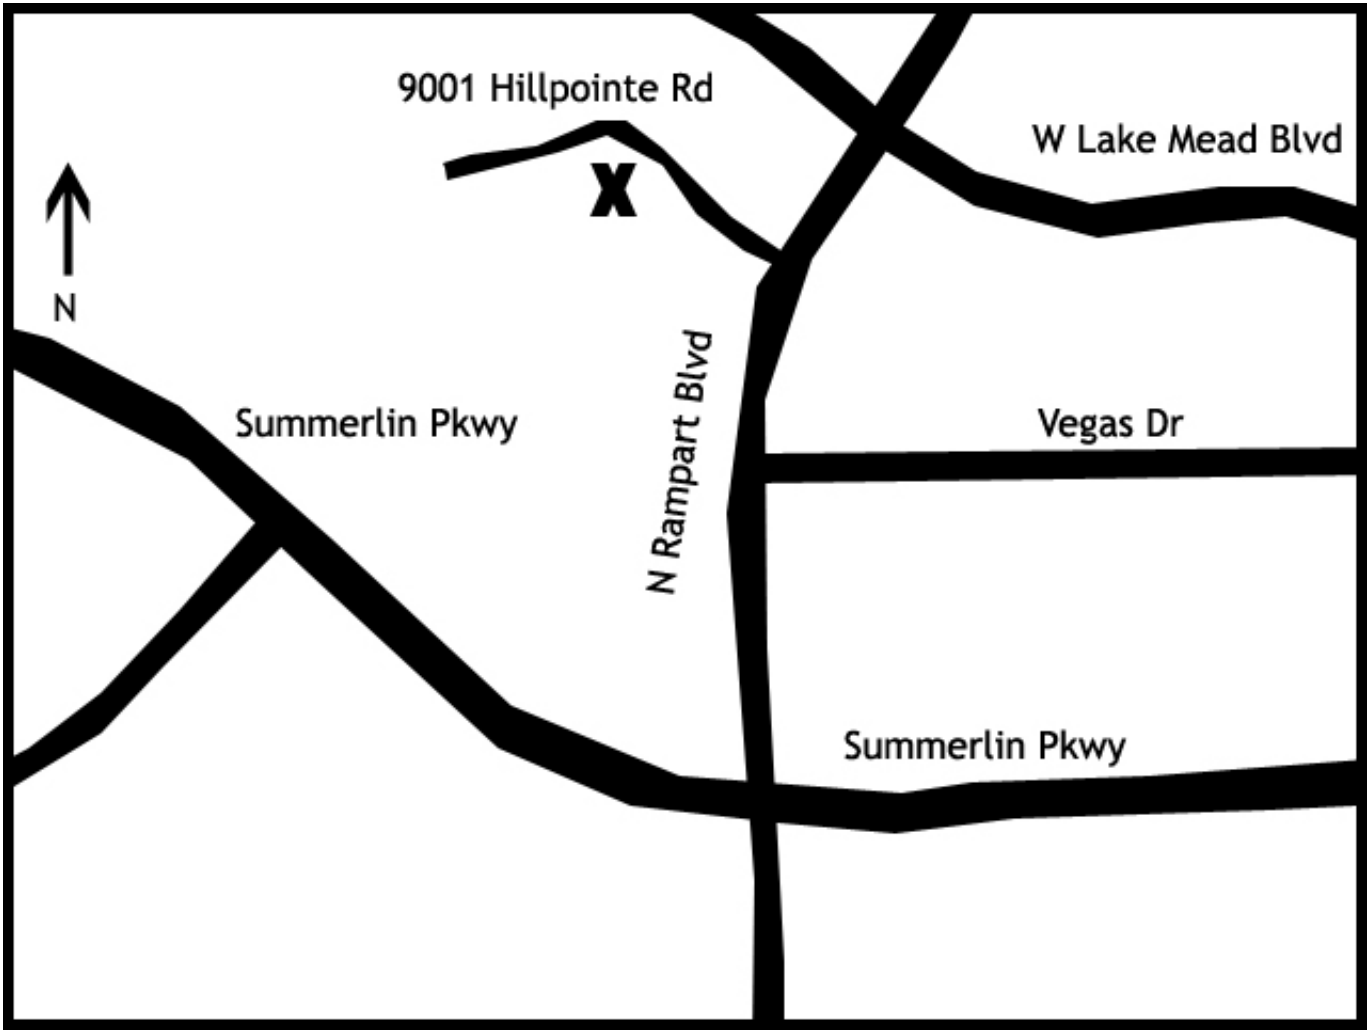 9001 Hillpointe Rd
W Lake Mead Blvd
X
N
Summerlin Pkwy
N Rampart Blvd
Vegas Dr
Summerlin Pkwy